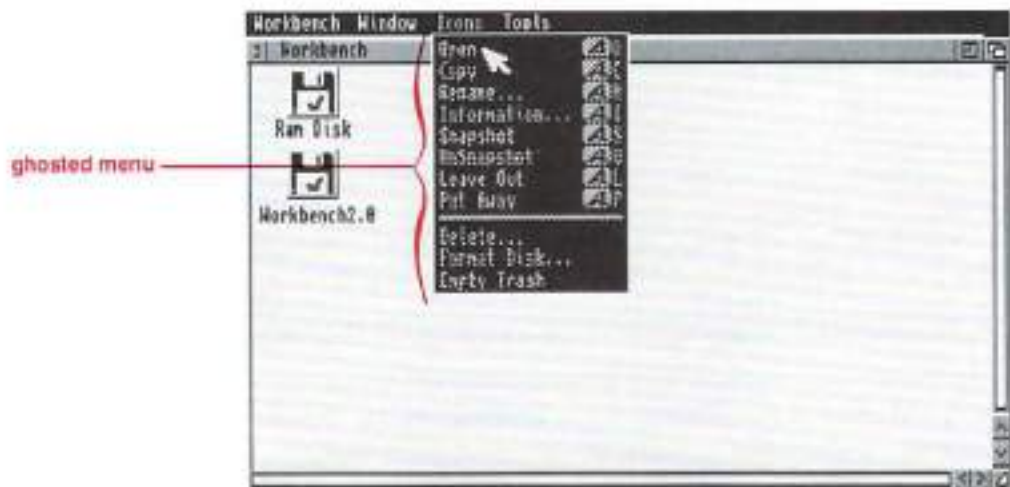 Workbench Window Icons Tools
Workbench
Open A O
Copy A C
Rename... A R
Information... A I
Snapshot A S
UnSnapshot A U
Leave Out A L
Put Away A P
Delete...
Format Disk...
Empty Trash
Ram Disk
Workbench2.0
ghosted menu